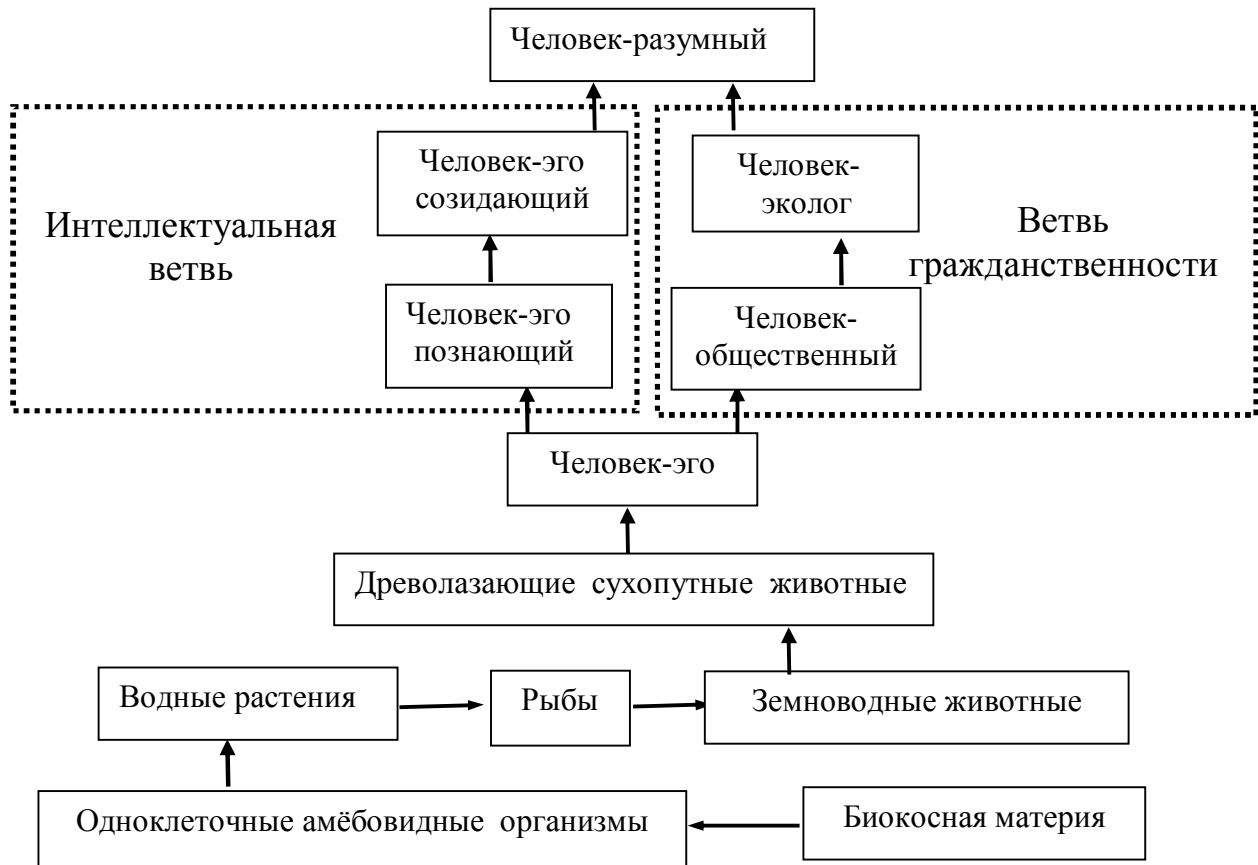 Человек-разумный
Интеллектуальная
ветвь
Человек-эго
созидающий
Человек-эго
познающий
Человек-
эколог
Человек-
общественный
Ветвь
гражданственности
Человек-эго
Древолазающие сухопутные животные
Водные растения
Рыбы
Земноводные животные
Одноклеточные амёбовидные организмы
Биокосная материя